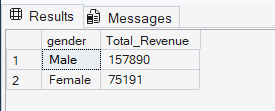 Results Messages
gender Total_Revenue
1 Male 157890
2 Female 75191